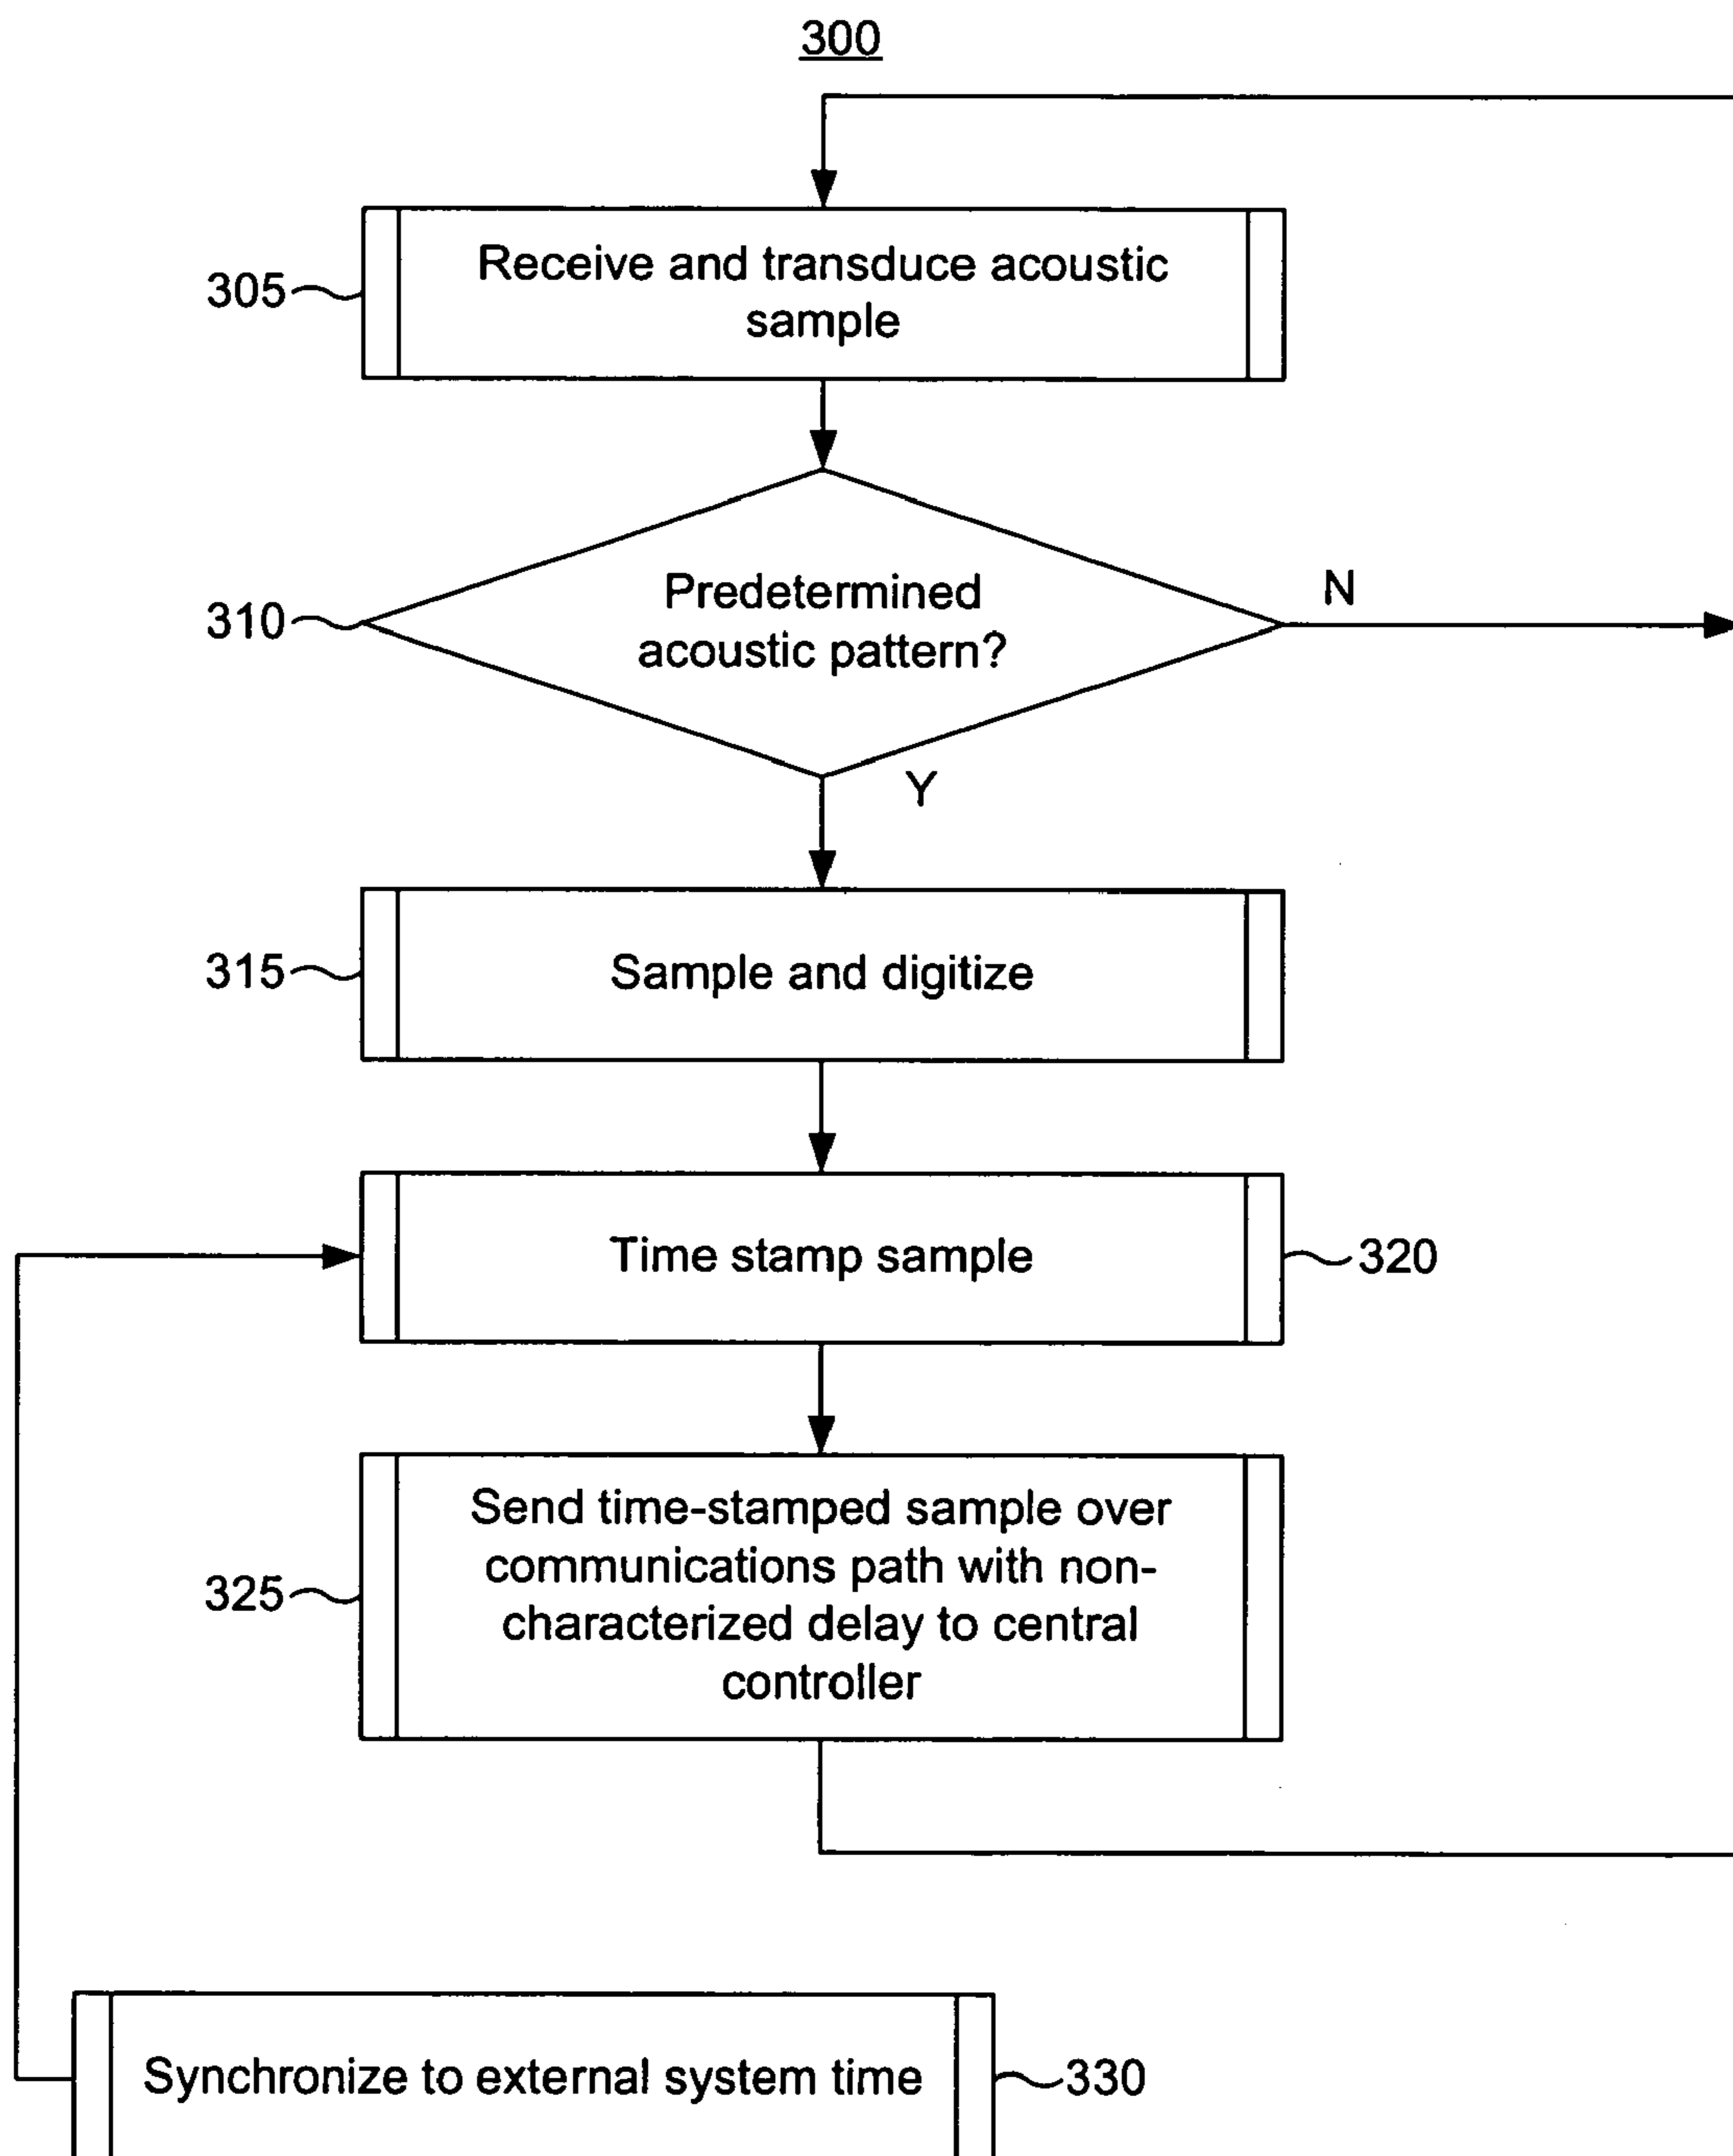 300
305
Receive and transduce acoustic
sample
310
Predetermined
acoustic pattern?
N
Y
315
Sample and digitize
Time stamp sample
320
325
Send time-stamped sample over
communications path with non-
characterized delay to central
controller
Synchronize to external system time
330